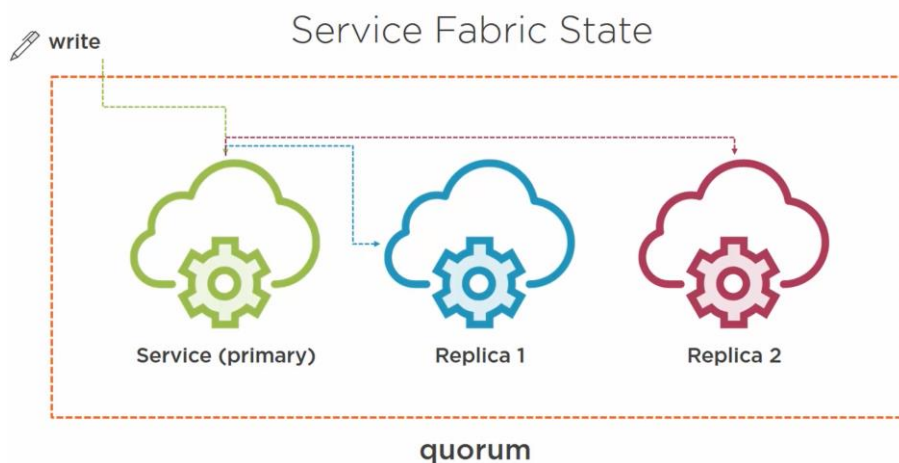 Service Fabric State
write
Service (primary)
Replica 1
Replica 2
quorum